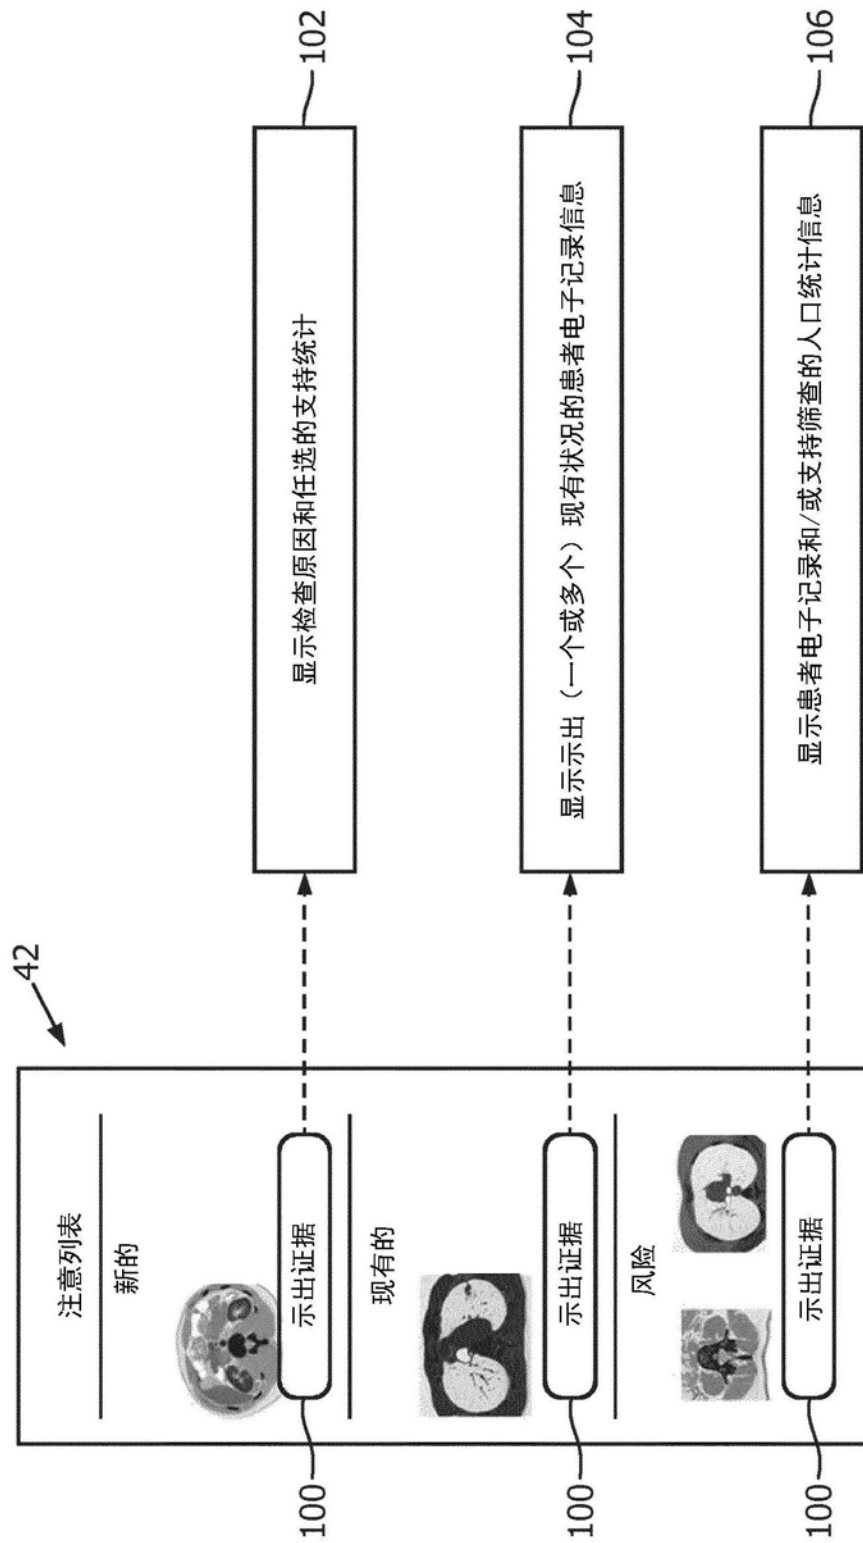 42
注意列表
新的
示出证据
100
显示检查原因和任选的支持统计
102
现有的
示出证据
100
显示示出（一个或多个）现有状况的患者电子记录信息
104
风险
示出证据
100
显示患者电子记录和/或支持筛查的人口统计信息
106